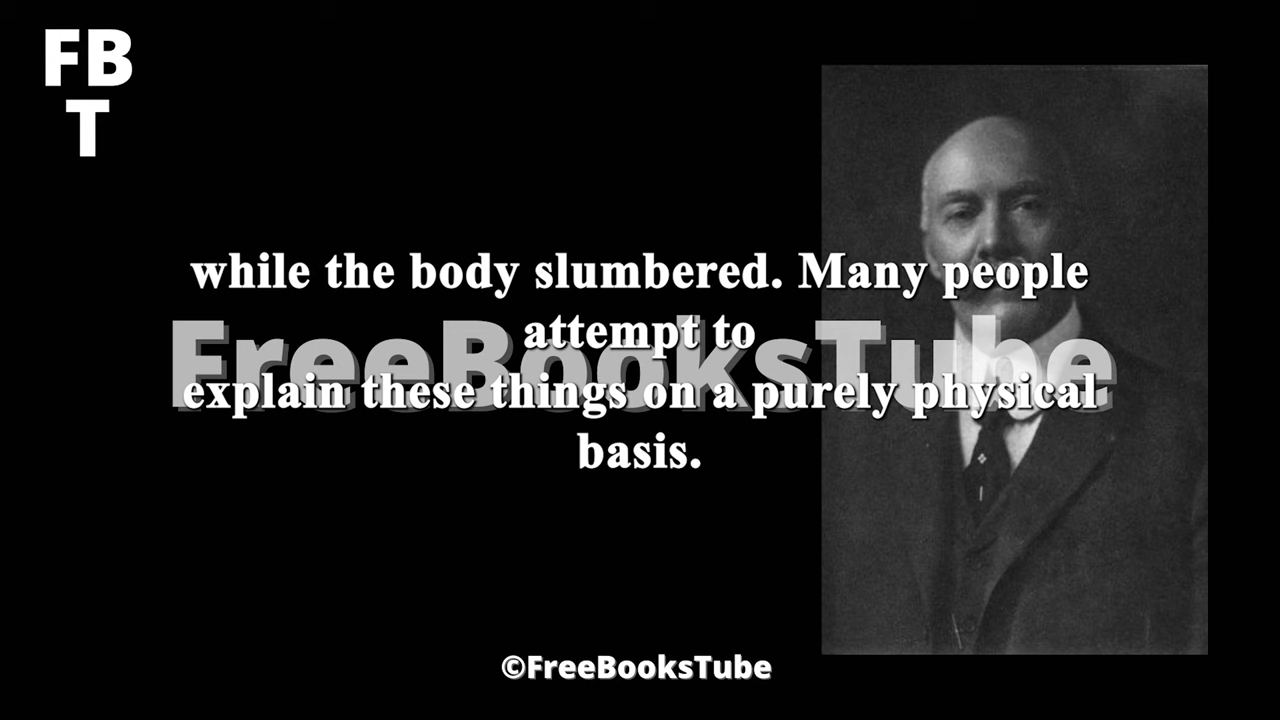 FB
T
while the body slumbered. Many people
attempt to
FreeBooksTube
explain these things on a purely physical
basis.
©FreeBooksTube